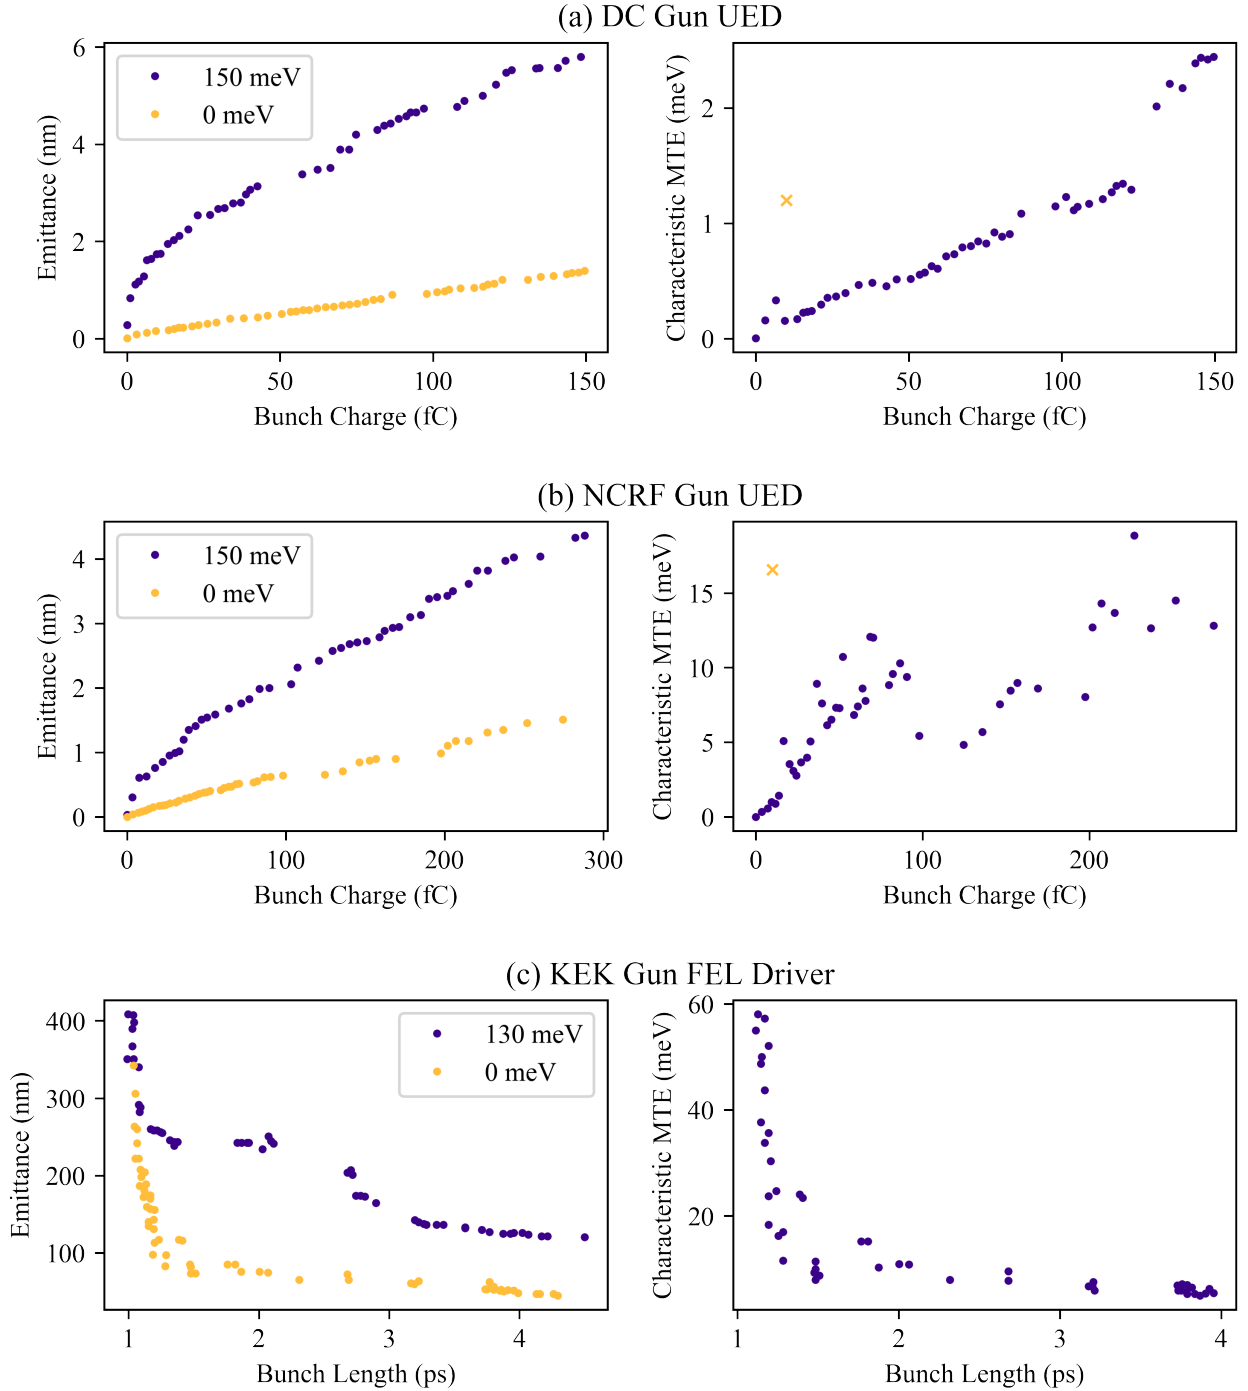 (a) DC Gun UED
Emittance (nm)
6
4
2
0
150 meV
0 meV
0
50
100
150
Bunch Charge (fC)
Characteristic MTE (meV)
2
1
0
0
50
100
150
Bunch Charge (fC)
(b) NCRF Gun UED
Emittance (nm)
4
3
2
1
0
150 meV
0 meV
0
100
200
300
Bunch Charge (fC)
Characteristic MTE (meV)
15
10
5
0
0
100
200
Bunch Charge (fC)
(c) KEK Gun FEL Driver
Emittance (nm)
400
300
200
100
130 meV
0 meV
1
2
3
4
Bunch Length (ps)
Characteristic MTE (meV)
60
40
20
1
2
3
4
Bunch Length (ps)